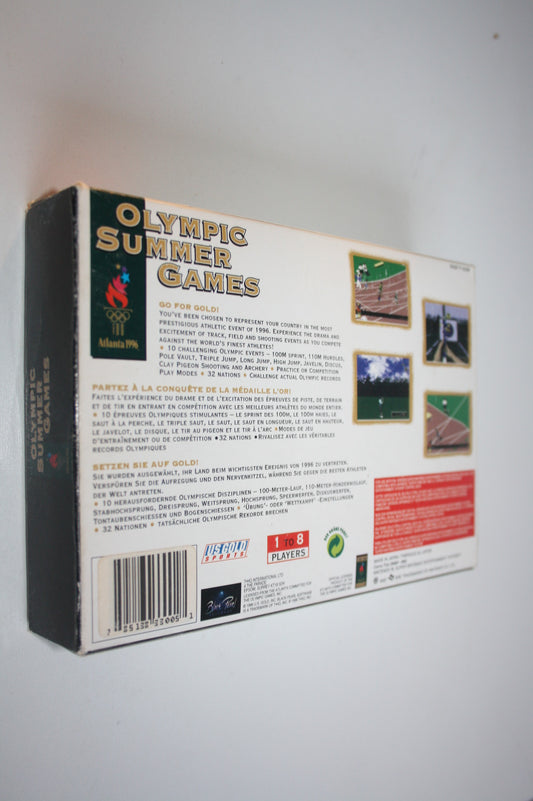 OLYMPIC
SUMMER
GAMES
Atlanta 1996
GO FOR GOLD!
YOU'VE BEEN CHOSEN TO REPRESENT YOUR COUNTRY IN THE MOST
PRESTIGIOUS ATHLETIC EVENT OF 1996. EXPERIENCE THE DRAMA AND
EXCITEMENT OF TRACK, FIELD AND SHOOTING EVENTS AS YOU COMPETE
AGAINST THE WORLD'S FINEST ATHLETES!
• 10 CHALLENGING OLYMPIC EVENTS – 100M SPRINT, 110M HURDLES,
POLE VAULT, TRIPLE JUMP, LONG JUMP, HIGH JUMP, JAVELIN, DISCUS,
CLAY PIGEON SHOOTING AND ARCHERY • PRACTICE OR COMPETITION
PLAY MODES • 32 NATIONS • CHALLENGE ACTUAL OLYMPIC RECORDS
PARTEZ À LA CONQUÊTE DE LA MÉDAILLE L'OR!
FAITES L'EXPÉRIENCE DU DRAME ET DE L'EXCITATION DES ÉPREUVES DE PISTE, DE TERRAIN
ET DE TIR EN ENTRANT EN COMPÉTITION AVEC LES MEILLEURS ATHLÈTES DU MONDE ENTIER.
• 10 ÉPREUVES OLYMPIQUES STIMULANTES – LE SPRINT DES 100M, LE 100M HAIES, LE
SAUT À LA PERCHE, LE TRIPLE SAUT, LE SAUT EN LONGUEUR, LE SAUT EN HAUTEUR,
LE JAVELOT, LE DISQUE, LE TIR AU PIGEON ET LE TIR À L'ARC • MODES DE JEU
D'ENTRAÎNEMENT OU DE COMPÉTITION • 32 NATIONS • RIVALISEZ AVEC LES VÉRITABLES
RECORDS OLYMPIQUES
SETZEN SIE AUF GOLD!
SIE WURDEN AUSGEWÄHLT, IHR LAND BEIM WICHTIGSTEN EREIGNIS VON 1996 ZU VERTRETEN.
VERSPÜREN SIE DIE AUFREGUNG UND DEN NERVENKITZEL, WÄHREND SIE GEGEN DIE BESTEN ATHLETEN
DER WELT ANTRETEN.
• 10 HERAUSFORDERNDE OLYMPISCHE DISZIPLINEN – 100-METER-LAUF, 110-METER-HÜRDENLAUF,
STABHOCHSPRUNG, DREISPRUNG, WEITSPRUNG, HOCHSPRUNG, SPEERWERFEN, DISKUSWERFEN,
TONTAUBENSCHIESSEN UND BOGENSCHIESSEN • "ÜBUNG"- ODER "WETTKAMPF"-EINSTELLUNGEN
• 32 NATIONEN • TATSÄCHLICHE OLYMPISCHE REKORDE BRECHEN
US GOLD
SPORTS
1 TO 8
PLAYERS
Black Pearl
THQ INTERNATIONAL LTD.
OLYMPIC
SUMMER
GAMES